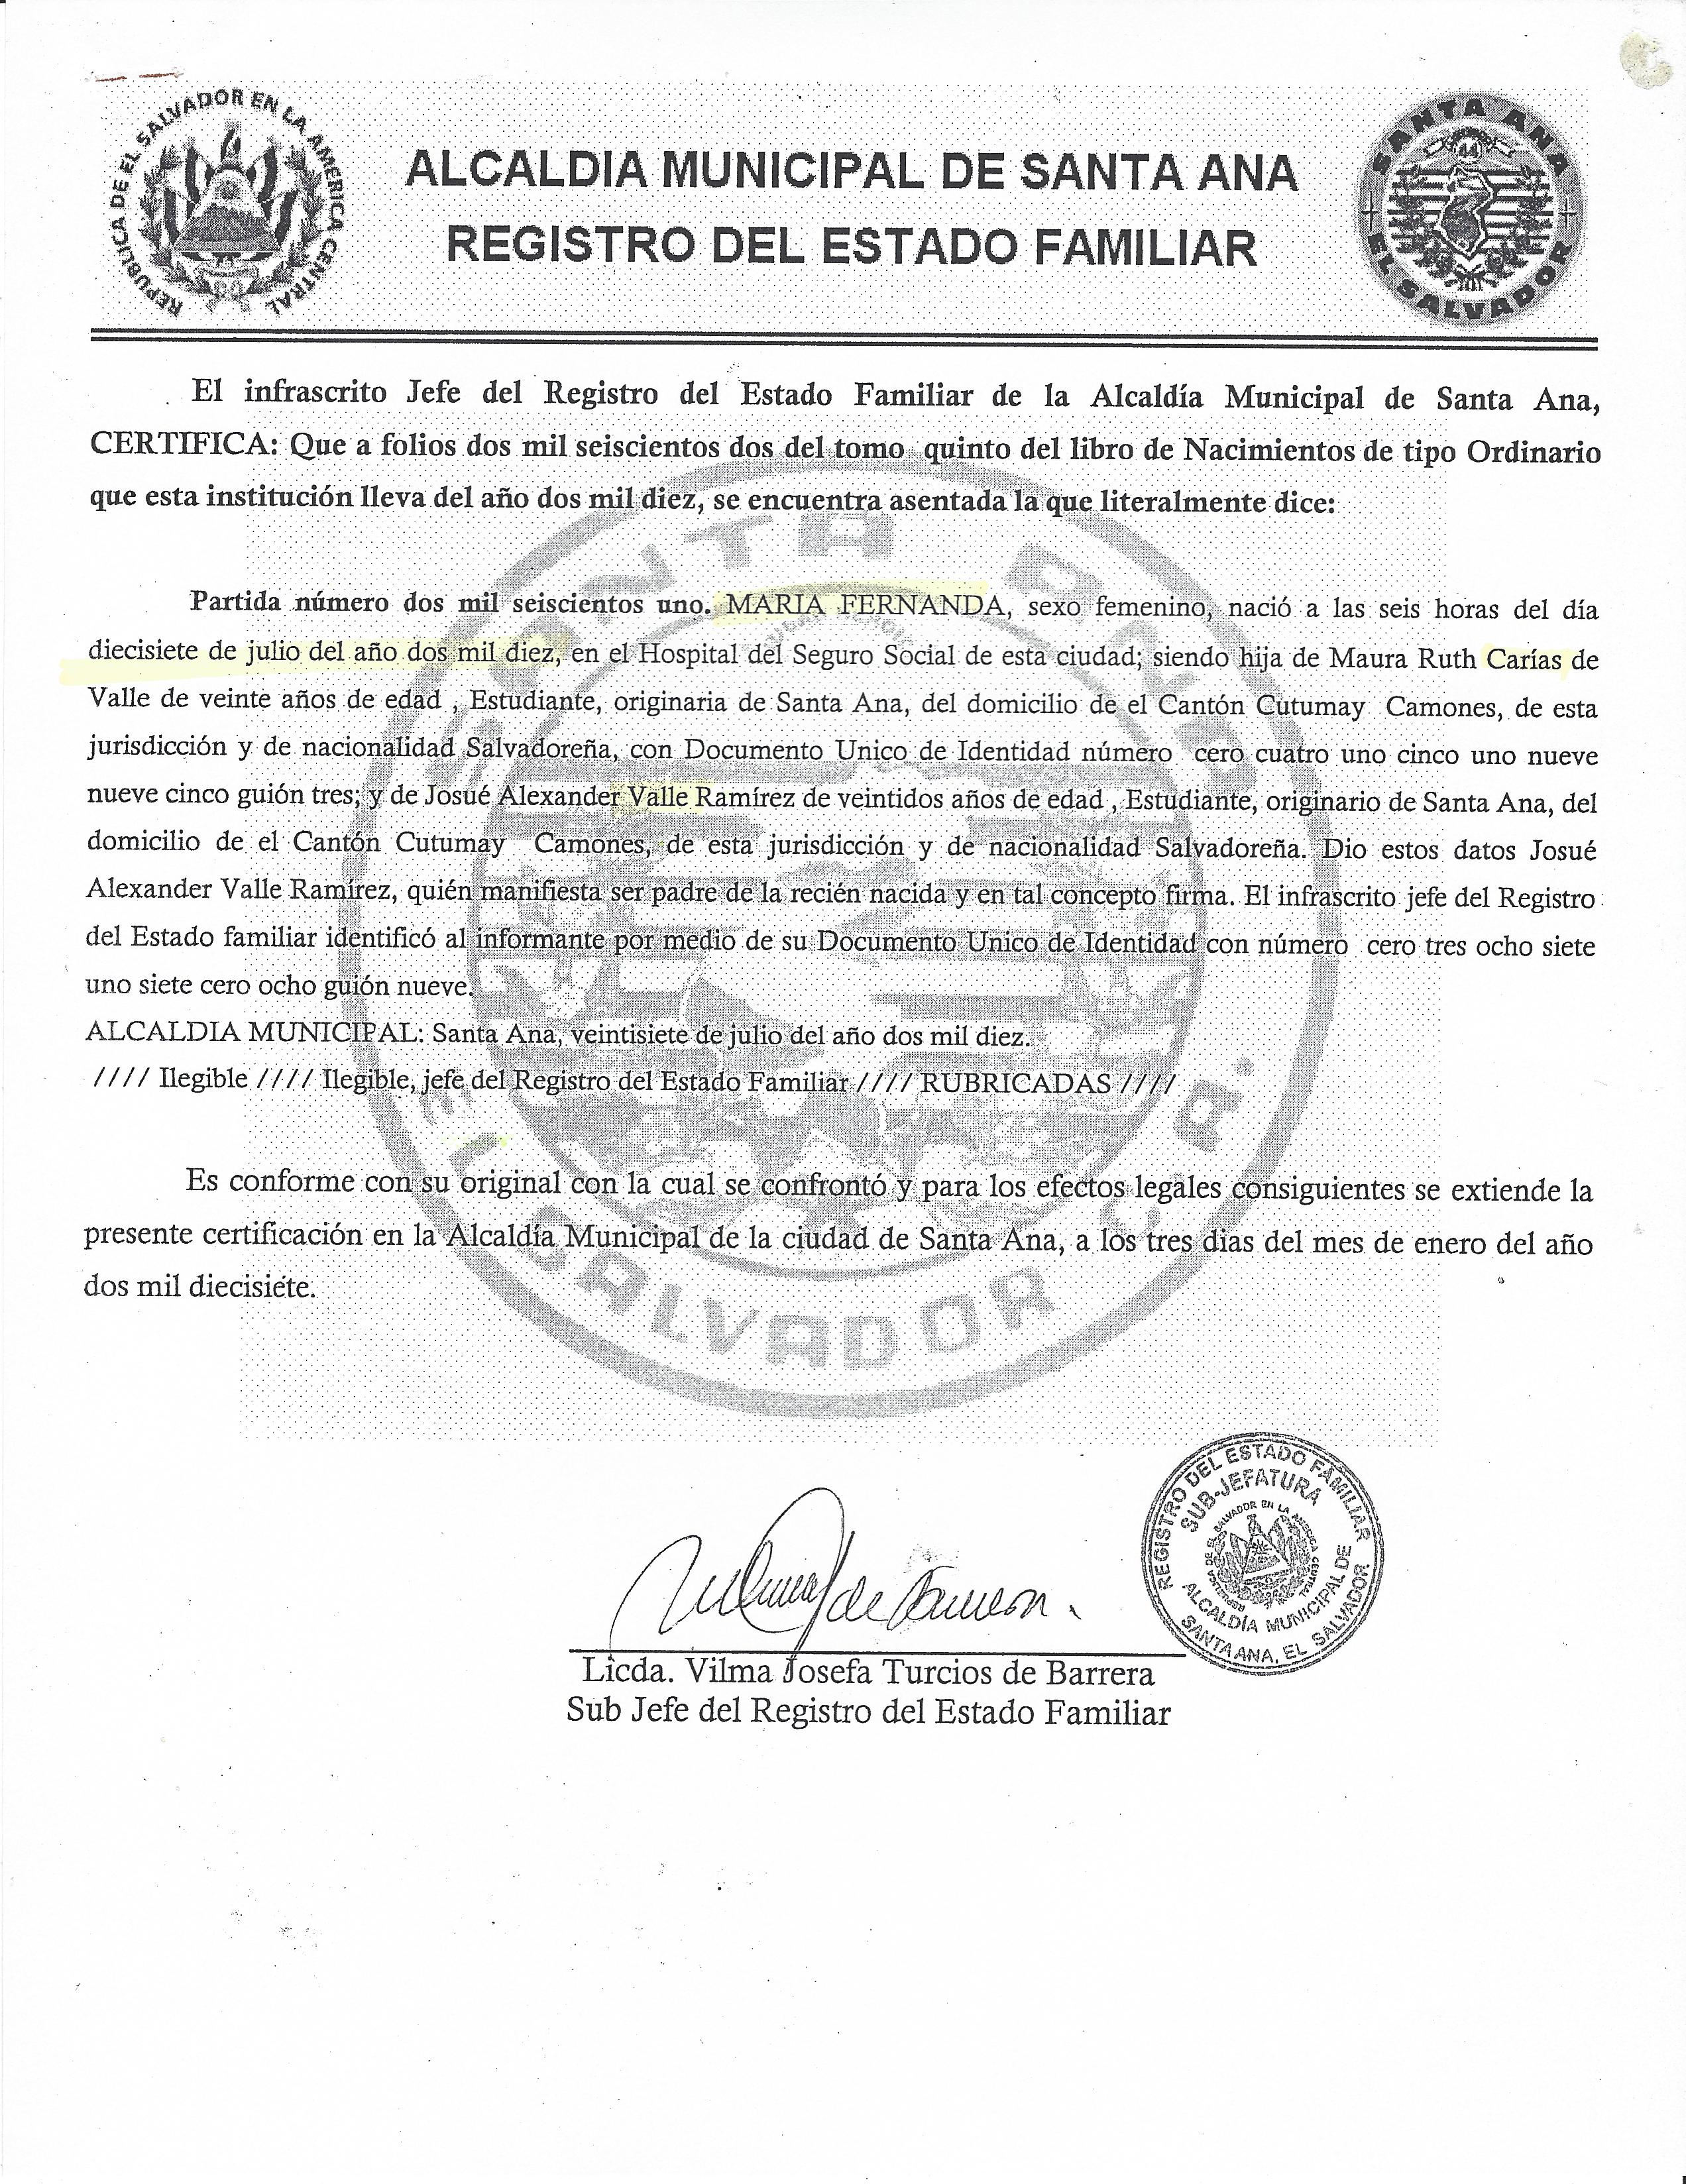 REPUBLICA DE EL SALVADOR EN LA AMERICA CENTRAL
ALCALDIA MUNICIPAL DE SANTA ANA
REGISTRO DEL ESTADO FAMILIAR
SANTA ANA
44
EL SALVADOR
El infrascrito Jefe del Registro del Estado Familiar de la Alcaldía Municipal de Santa Ana,
CERTIFICA: Que a folios dos mil seiscientos dos del tomo quinto del libro de Nacimientos de tipo Ordinario
que esta institución lleva del año dos mil diez, se encuentra asentada la que literalmente dice:
Partida número dos mil seiscientos uno. MARIA FERNANDA, sexo femenino, nació a las seis horas del día
diecisiete de julio del año dos mil diez, en el Hospital del Seguro Social de esta ciudad; siendo hija de Maura Ruth Carías de
Valle de veinte años de edad , Estudiante, originaria de Santa Ana, del domicilio de el Cantón Cutumay Camones, de esta
jurisdicción y de nacionalidad Salvadoreña, con Documento Unico de Identidad número cero cuatro uno cinco uno nueve
nueve cinco guión tres; y de Josué Alexander Valle Ramírez de veintidos años de edad , Estudiante, originario de Santa Ana, del
domicilio de el Cantón Cutumay Camones, de esta jurisdicción y de nacionalidad Salvadoreña. Dio estos datos Josué
Alexander Valle Ramírez, quién manifiesta ser padre de la recién nacida y en tal concepto firma. El infrascrito jefe del Registro
del Estado familiar identificó al informante por medio de su Documento Unico de Identidad con número cero tres ocho siete
uno siete cero ocho guión nueve.
ALCALDIA MUNICIPAL: Santa Ana, veintisiete de julio del año dos mil diez.
//// Ilegible //// Ilegible, jefe del Registro del Estado Familiar //// RUBRICADAS ////
Es conforme con su original con la cual se confrontó y para los efectos legales consiguientes se extiende la
presente certificación en la Alcaldía Municipal de la ciudad de Santa Ana, a los tres dias del mes de enero del año
dos mil diecisiete.
REGISTRO DEL ESTADO FAMILIAR
SUB-JEFATURA
ALCALDÍA MUNICIPAL DE
SANTA ANA, EL SALVADOR
Licda. Vilma Josefa Turcios de Barrera
Sub Jefe del Registro del Estado Familiar